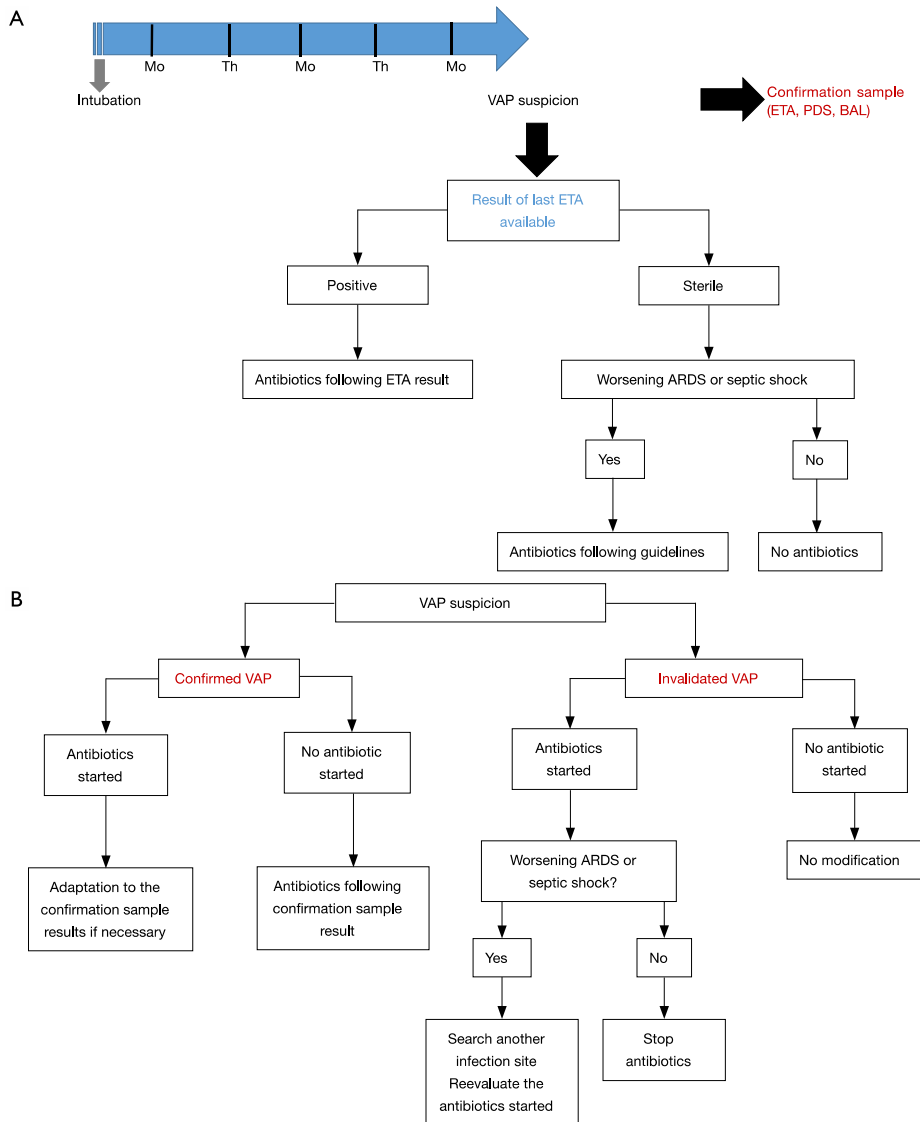 A
Mo
Th
Mo
Th
Mo
Intubation
VAP suspicion
Confirmation sample
(ETA, PDS, BAL)
Result of last ETA
available
Positive
Sterile
Antibiotics following ETA result
Worsening ARDS or septic shock
Yes
No
Antibiotics following guidelines
No antibiotics
B
VAP suspicion
Confirmed VAP
Invalidated VAP
Antibiotics
started
No antibiotic
started
Antibiotics
started
No antibiotic
started
Adaptation to the
confirmation sample
results if necessary
Antibiotics following
confirmation sample
result
Worsening ARDS or
septic shock?
No modification
Yes
No
Search another
infection site
Reevaluate the
antibiotics started
Stop
antibiotics